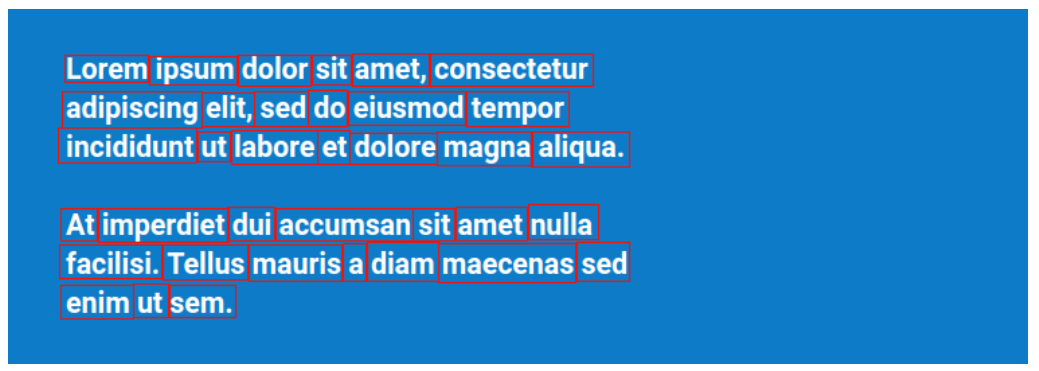 Lorem ipsum dolor sit amet, consectetur
adipiscing elit, sed do eiusmod tempor
incididunt ut labore et dolore magna aliqua.
At imperdiet dui accumsan sit amet nulla
facilisi. Tellus mauris a diam maecenas sed
enim ut sem.